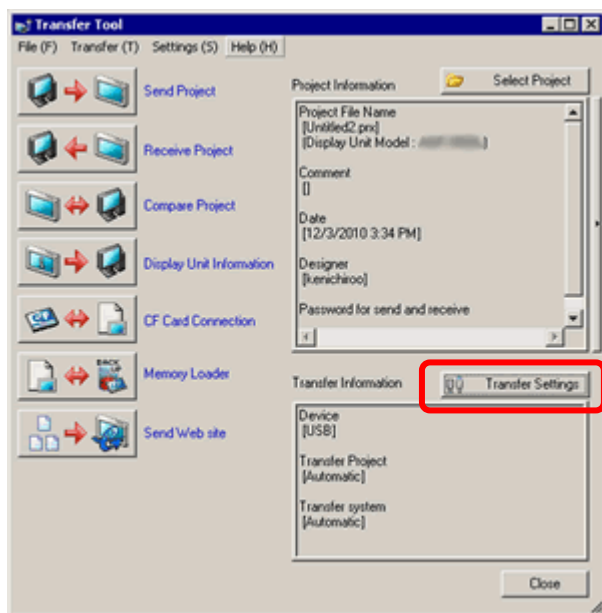 Transfer Tool
File (F) Transfer (T) Settings (S) Help (H)
Send Project
Receive Project
Compare Project
Display Unit Information
CF Card Connection
BACK
Memory Loader
Send Web site
Project Information
Select Project
Project File Name
[Untitled2.prx]
(Display Unit Model :
Comment
[]
Date
[12/3/2010 3:34 PM]
Designer
[kenichiroo]
Password for send and receive
Transfer Information
Transfer Settings
Device
[USB]
Transfer Project
[Automatic]
Transfer system
[Automatic]
Close